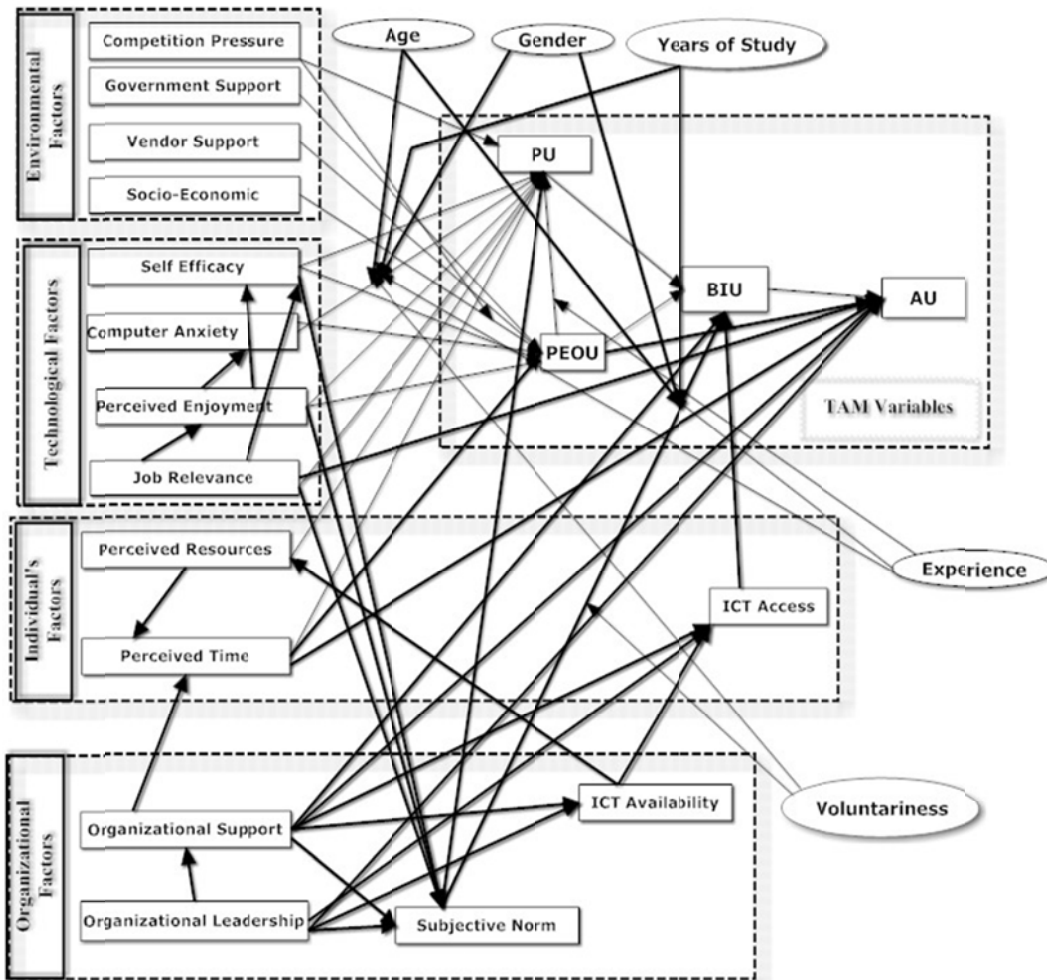 Environmental
Factors
Competition Pressure
Government Support
Vendor Support
Socio-Economic
Age
Gender
Years of Study
PU
BIU
AU
PEOU
TAM Variables
Technological Factors
Self Efficacy
Computer Anxiety
Perceived Enjoyment
Job Relevance
Individual's
Factors
Perceived Resources
Perceived Time
ICT Access
Experience
Organizational
Factors
Organizational Support
Organizational Leadership
ICT Availability
Subjective Norm
Voluntariness